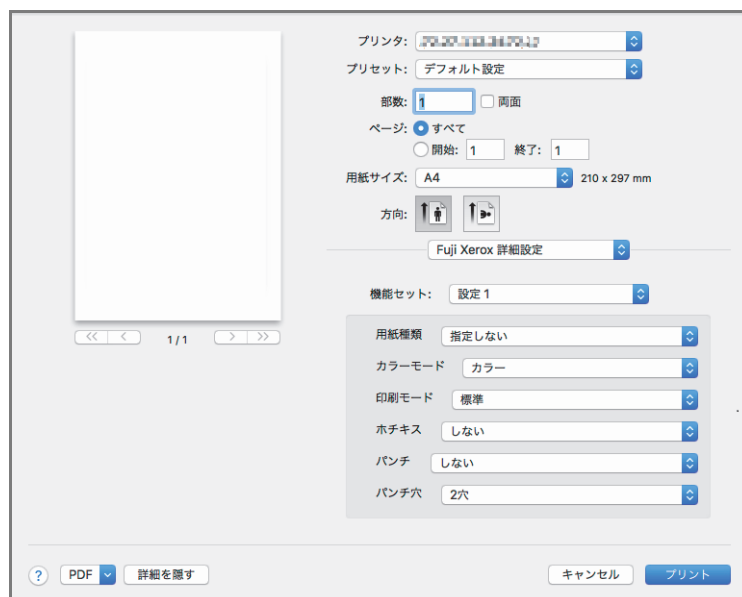 プリンタ:
プリセット: デフォルト設定
部数: 1 両面
ページ: すべて
開始: 1 終了: 1
用紙サイズ: A4 210 x 297 mm
方向:
Fuji Xerox 詳細設定
機能セット: 設定 1
<< < 1 / 1 > >>
用紙種類 指定しない
カラーモード カラー
印刷モード 標準
ホチキス しない
パンチ しない
パンチ穴 2穴
? PDF 詳細を隠す キャンセル プリント